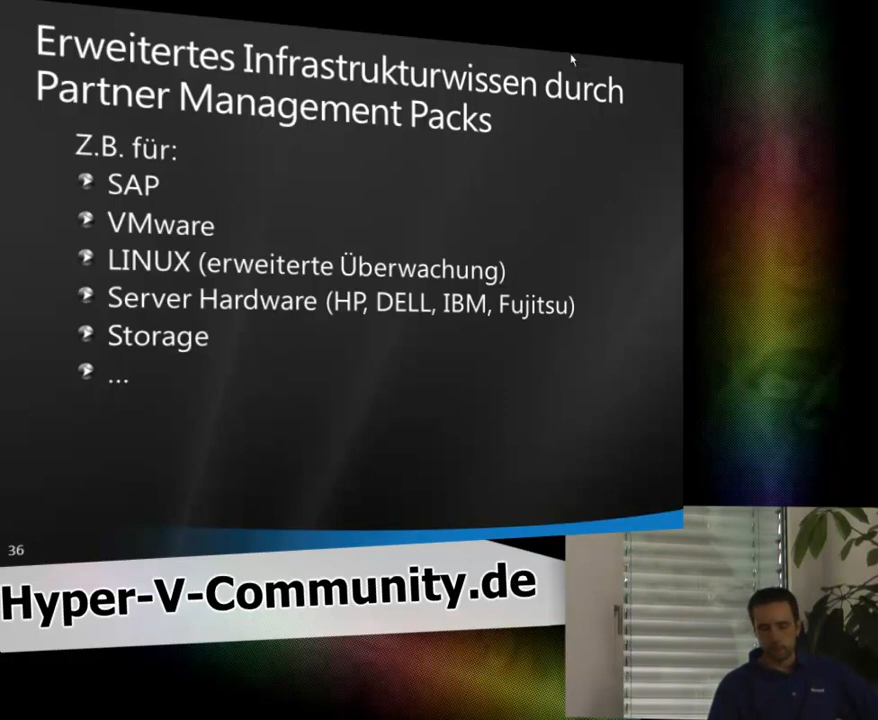 Erweitertes Infrastrukturwissen durch
Partner Management Packs
Z.B. für:
SAP
VMware
LINUX (erweiterte Überwachung)
Server Hardware (HP, DELL, IBM, Fujitsu)
Storage
...
36
Hyper-V-Community.de